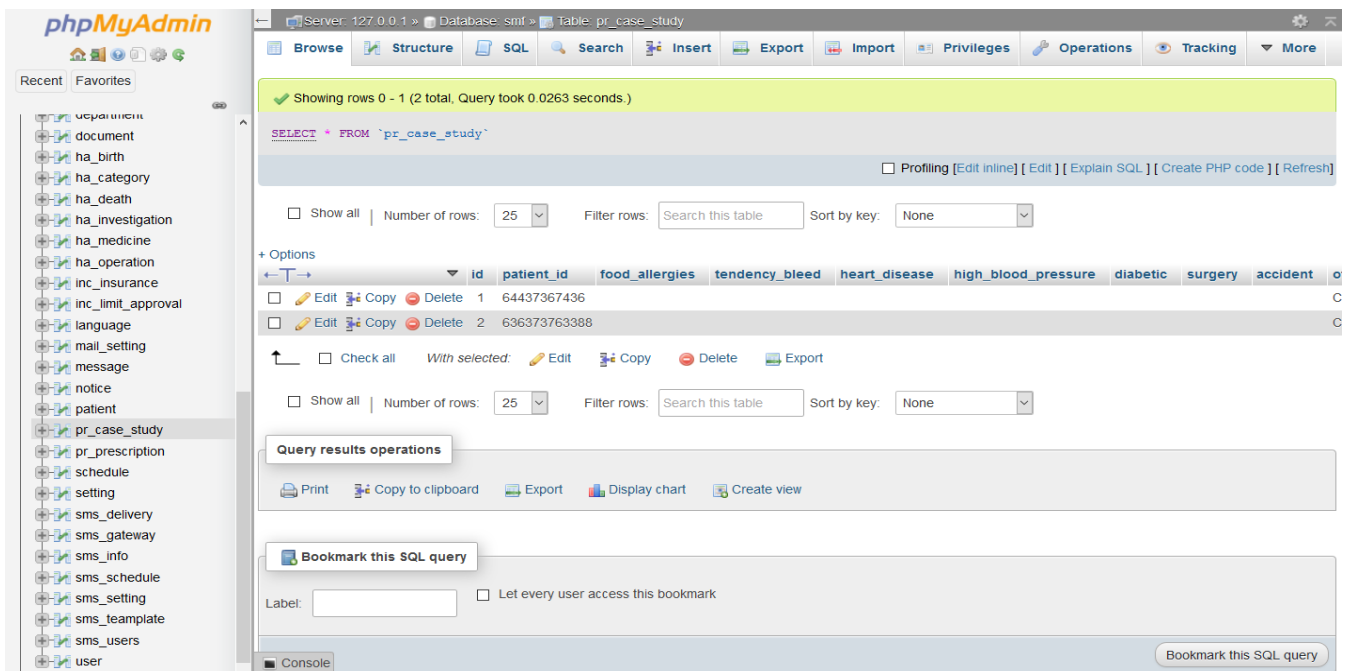 phpMyAdmin
Recent Favorites
department
document
ha_birth
ha_category
ha_death
ha_investigation
ha_medicine
ha_operation
inc_insurance
inc_limit_approval
language
mail_setting
message
notice
patient
pr_case_study
pr_prescription
schedule
setting
sms_delivery
sms_gateway
sms_info
sms_schedule
sms_setting
sms_teamplate
sms_users
user
Server: 127.0.0.1 » Database: smf » Table: pr_case_study
Browse Structure SQL Search Insert Export Import Privileges Operations Tracking More
Showing rows 0 - 1 (2 total, Query took 0.0263 seconds.)
SELECT * FROM `pr_case_study`
Profiling [Edit inline] [ Edit ] [ Explain SQL ] [ Create PHP code ] [ Refresh]
Show all | Number of rows: 25 Filter rows: Search this table Sort by key: None
+ Options
←T→ id patient_id food_allergies tendency_bleed heart_disease high_blood_pressure diabetic surgery accident o
Edit Copy Delete 1 64437367436 C
Edit Copy Delete 2 636373763388 C
Check all With selected: Edit Copy Delete Export
Show all | Number of rows: 25 Filter rows: Search this table Sort by key: None
Query results operations
Print Copy to clipboard Export Display chart Create view
Bookmark this SQL query
Label: Let every user access this bookmark
Console Bookmark this SQL query